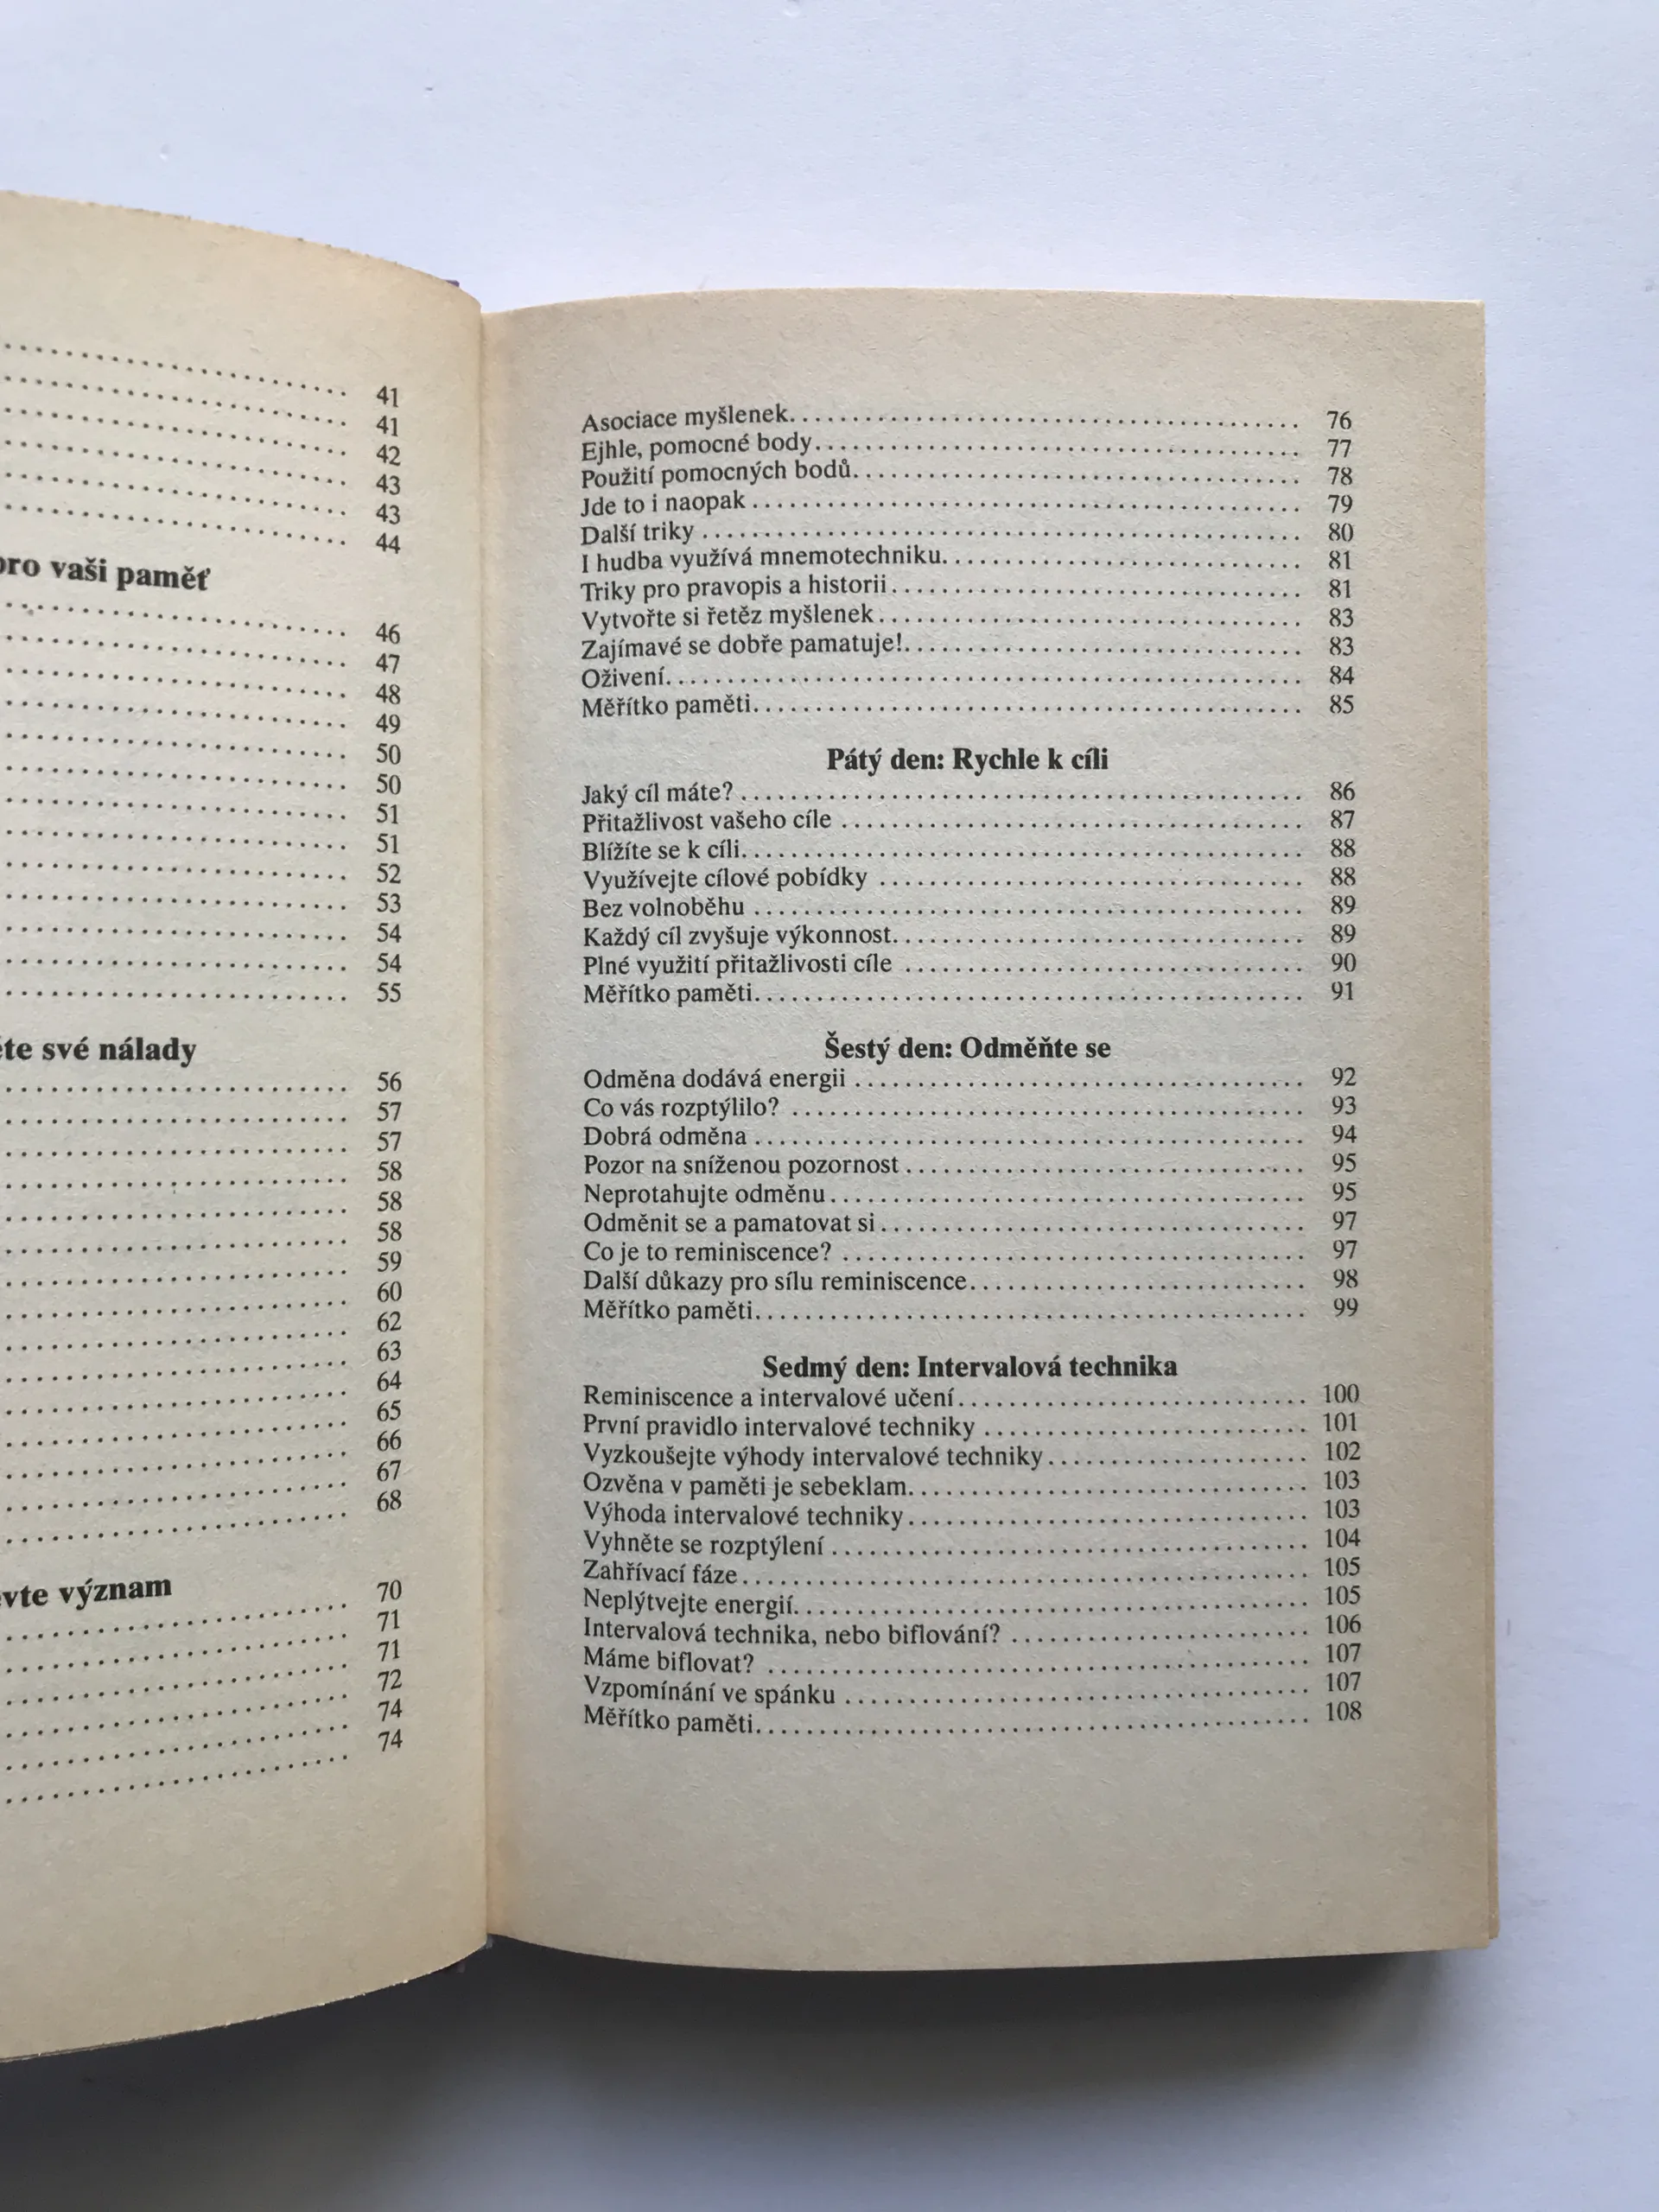 41
41
42
43
43
44
pro vaši paměť
46
47
48
49
50
50
51
51
52
53
54
54
55
své nálady
56
57
57
58
58
58
59
60
62
63
64
65
66
67
68
význam
70
71
71
72
74
74
Asociace myšlenek 76
Ejhle, pomocné body 77
Použití pomocných bodů 78
Jde to i naopak 79
Další triky 80
I hudba využívá mnemotechniku 81
Triky pro pravopis a historii 81
Vytvořte si řetěz myšlenek 83
Zajímavé se dobře pamatuje! 83
Oživení 84
Měřítko paměti 85
Pátý den: Rychle k cíli
Jaký cíl máte? 86
Přitažlivost vašeho cíle 87
Blížíte se k cíli 88
Využívejte cílové pobídky 88
Bez volnoběhu 89
Každý cíl zvyšuje výkonnost 89
Plné využití přitažlivosti cíle 90
Měřítko paměti 91
Šestý den: Odměňte se
Odměna dodává energii 92
Co vás rozptýlilo? 93
Dobrá odměna 94
Pozor na sníženou pozornost 95
Neprotahujte odměnu 95
Odměnit se a pamatovat si 97
Co je to reminiscence? 97
Další důkazy pro sílu reminiscence 98
Měřítko paměti 99
Sedmý den: Intervalová technika
Reminiscence a intervalové učení 100
První pravidlo intervalové techniky 101
Vyzkoušejte výhody intervalové techniky 102
Ozvěna v paměti je sebeklam 103
Výhoda intervalové techniky 103
Vyhněte se rozptýlení 104
Zahřívací fáze 105
Neplýtvejte energií 105
Intervalová technika, nebo biflování? 106
Máme biflovat? 107
Vzpomínání ve spánku 107
Měřítko paměti 108